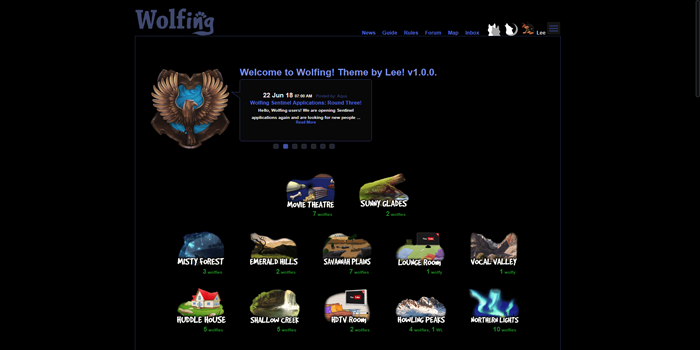 Wolfing
News Guide Rules Forum Map Inbox Lee
Welcome to Wolfing! Theme by Lee! v1.0.0.
22 Jun 18 07:00 AM Posted by:
Wolfing Sentinel Applications: Round Three!
Hello, Wolfing users! We are opening Sentinel
applications again and are looking for new people ...
Read More
MOVIE THEATRE
7 wolfies
SUNNY GLADES
2 wolfies
MISTY FOREST
3 wolfies
EMERALD HILLS
2 wolfies
SAVANNAH PLAINS
7 wolfies
LOUNGE ROOM
1 wolfy
VOCAL VALLEY
1 wolfy
HUDDLE HOUSE
8 wolfies
SHALLOW CREEK
8 wolfies
HDTV ROOM
2 wolfies
HOWLING PEAKS
4 wolfies, 1 WL
NORTHERN LIGHTS
10 wolfies